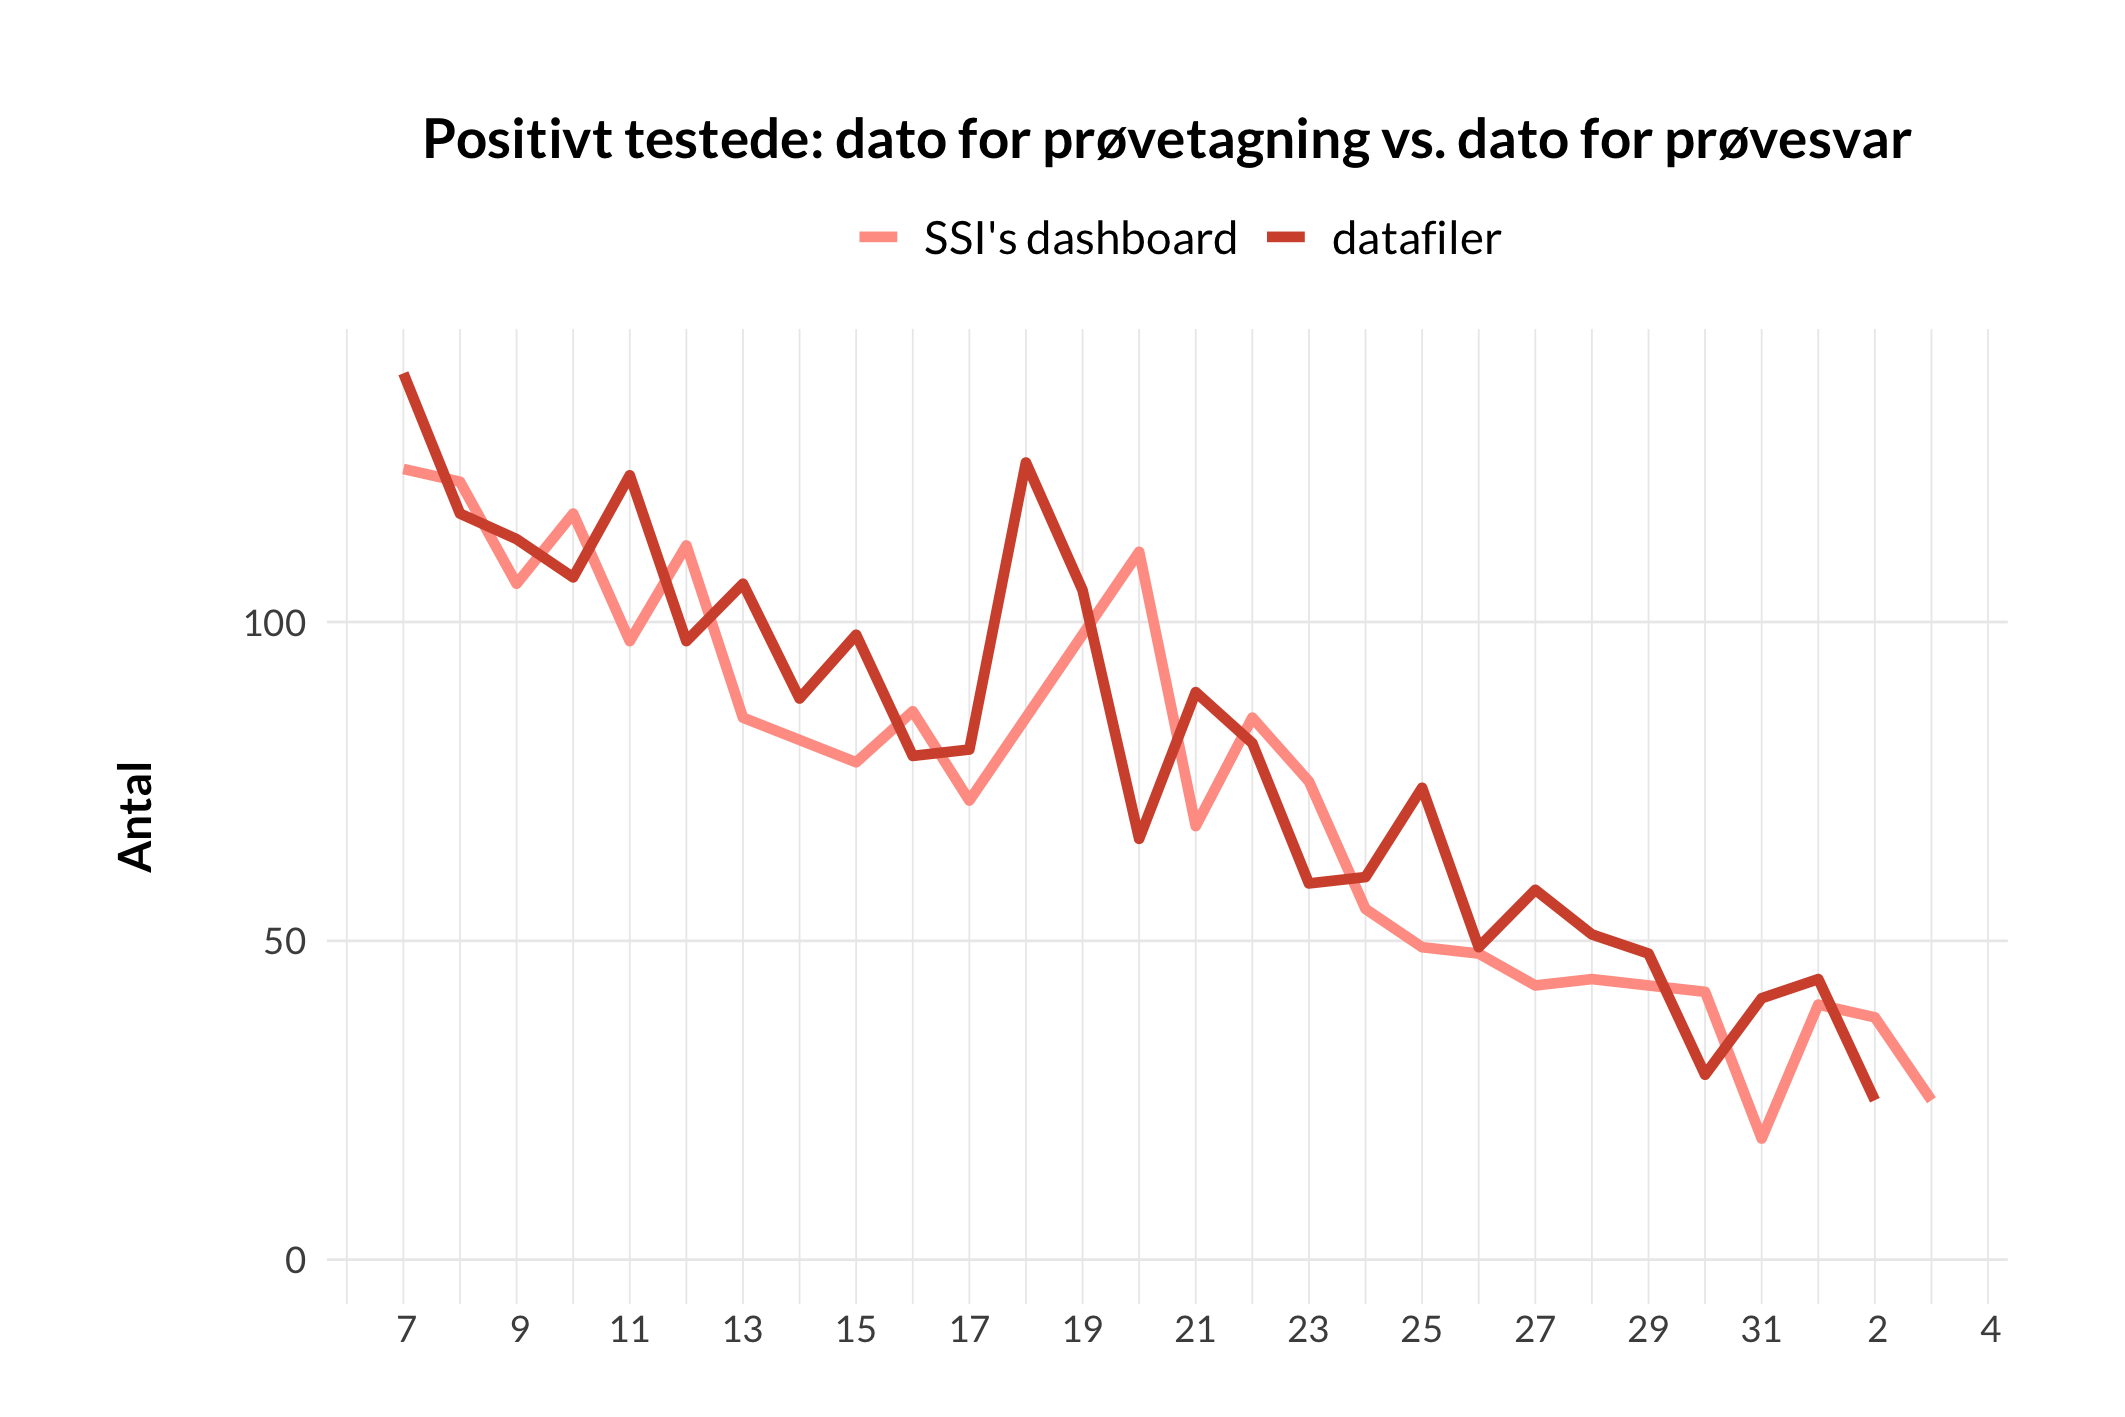 Positivt testede: dato for prøvetagning vs. dato for prøvesvar
SSI's dashboard datafiler
Antal
100
50
0
7 9 11 13 15 17 19 21 23 25 27 29 31 2 4